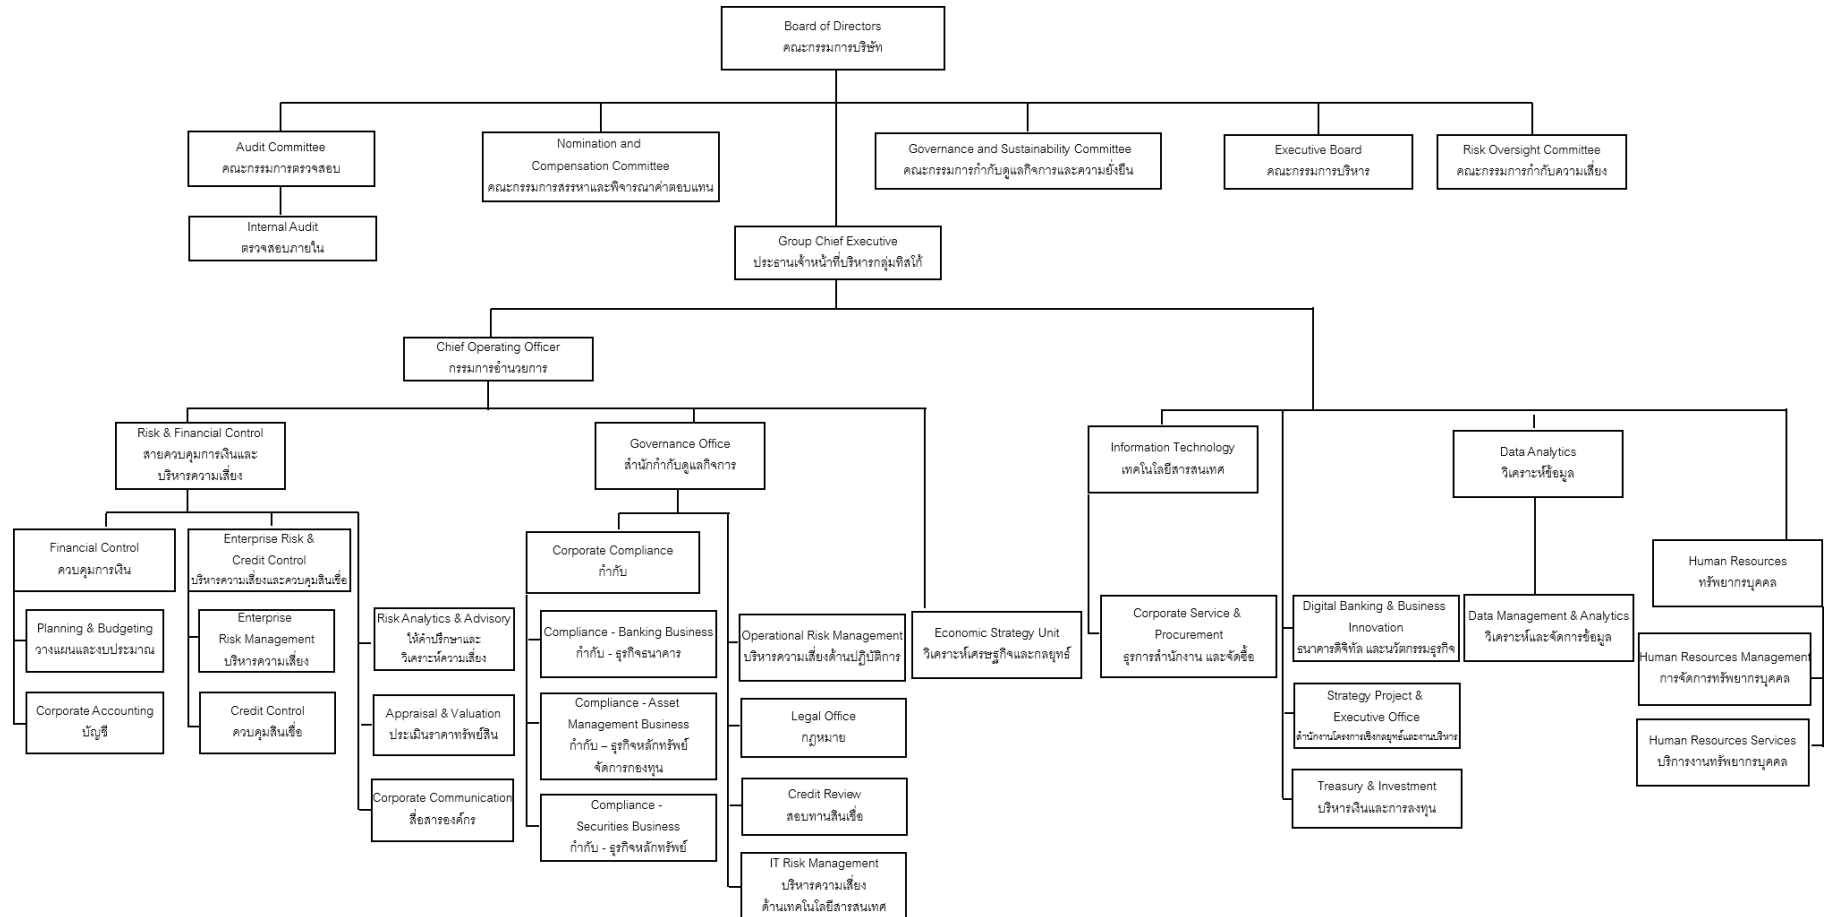 Board of Directors
คณะกรรมการบริษัท
Audit Committee
คณะกรรมการตรวจสอบ
Nomination and
Compensation Committee
คณะกรรมการสรรหาและพิจารณาค่าตอบแทน
Governance and Sustainability Committee
คณะกรรมการกำกับดูแลกิจการและความยั่งยืน
Executive Board
คณะกรรมการบริหาร
Risk Oversight Committee
คณะกรรมการกำกับความเสี่ยง
Internal Audit
ตรวจสอบภายใน
Group Chief Executive
ประธานเจ้าหน้าที่บริหารกลุ่มทิสโก้
Chief Operating Officer
กรรมการอำนวยการ
Risk & Financial Control
สายควบคุมการเงินและ
บริหารความเสี่ยง
Governance Office
สำนักกำกับดูแลกิจการ
Information Technology
เทคโนโลยีสารสนเทศ
Data Analytics
วิเคราะห์ข้อมูล
Financial Control
ควบคุมการเงิน
Enterprise Risk &
Credit Control
บริหารความเสี่ยงและควบคุมสินเชื่อ
Corporate Compliance
กำกับ
Human Resources
ทรัพยากรบุคคล
Planning & Budgeting
วางแผนและงบประมาณ
Enterprise
Risk Management
บริหารความเสี่ยง
Risk Analytics & Advisory
ให้คำปรึกษาและ
วิเคราะห์ความเสี่ยง
Compliance - Banking Business
กำกับ - ธุรกิจธนาคาร
Operational Risk Management
บริหารความเสี่ยงด้านปฏิบัติการ
Economic Strategy Unit
วิเคราะห์เศรษฐกิจและกลยุทธ์
Corporate Service &
Procurement
ธุรการสำนักงาน และจัดซื้อ
Digital Banking & Business
Innovation
ธนาคารดิจิทัล และนวัตกรรมธุรกิจ
Data Management & Analytics
วิเคราะห์และจัดการข้อมูล
Human Resources Management
การจัดการทรัพยากรบุคคล
Corporate Accounting
บัญชี
Credit Control
ควบคุมสินเชื่อ
Appraisal & Valuation
ประเมินราคาทรัพย์สิน
Compliance - Asset
Management Business
กำกับ – ธุรกิจหลักทรัพย์
จัดการกองทุน
Legal Office
กฎหมาย
Strategy Project &
Executive Office
สำนักงานโครงการเชิงกลยุทธ์และงานบริหาร
Human Resources Services
บริการงานทรัพยากรบุคคล
Corporate Communication
สื่อสารองค์กร
Compliance -
Securities Business
กำกับ - ธุรกิจหลักทรัพย์
Credit Review
สอบทานสินเชื่อ
Treasury & Investment
บริหารเงินและการลงทุน
IT Risk Management
บริหารความเสี่ยง
ด้านเทคโนโลยีสารสนเทศ